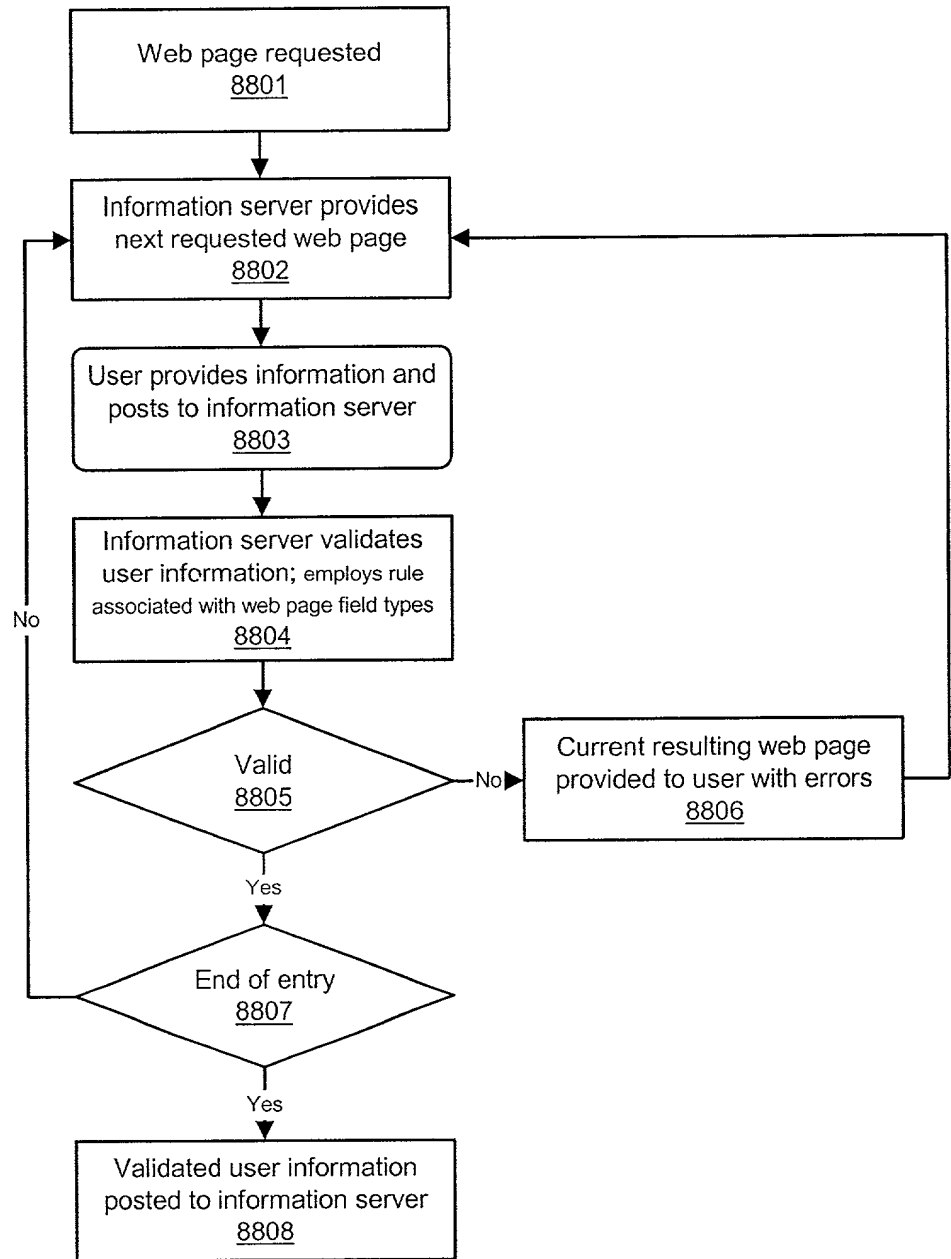 Web page requested
8801
Information server provides
next requested web page
8802
User provides information and
posts to information server
8803
Information server validates
user information; employs rule
associated with web page field types
8804
No
Valid
8805
No
Current resulting web page
provided to user with errors
8806
Yes
End of entry
8807
Yes
Validated user information
posted to information server
8808